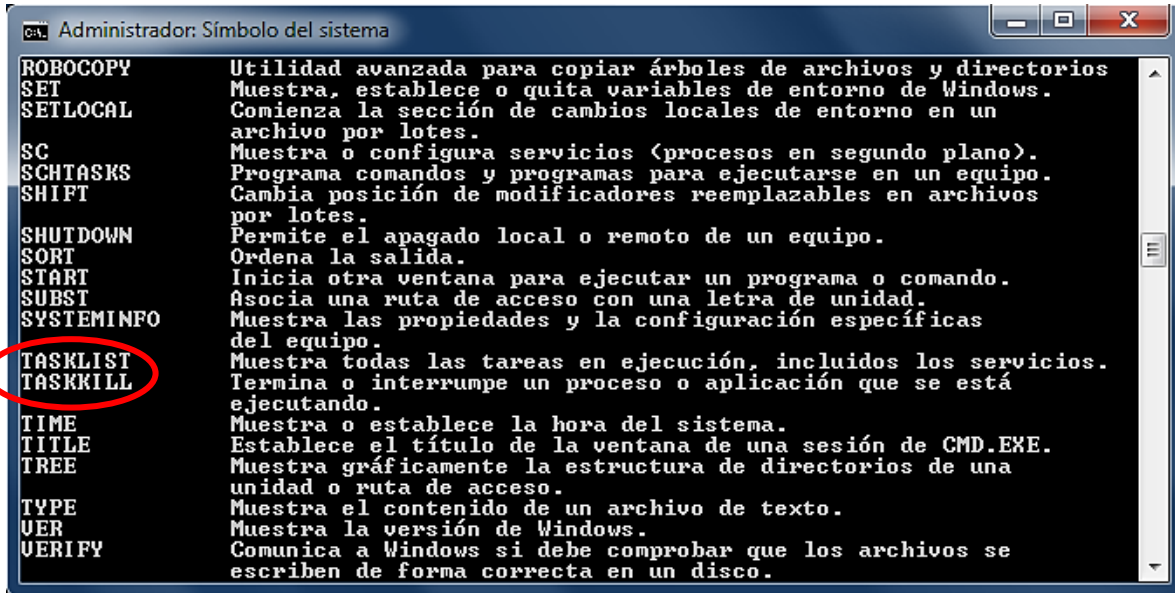 Administrador: Símbolo del sistema
ROBOCOPY Utilidad avanzada para copiar árboles de archivos y directorios
SET Muestra, establece o quita variables de entorno de Windows.
SETLOCAL Comienza la sección de cambios locales de entorno en un
archivo por lotes.
SC Muestra o configura servicios (procesos en segundo plano).
SCHTASKS Programa comandos y programas para ejecutarse en un equipo.
SHIFT Cambia posición de modificadores reemplazables en archivos
por lotes.
SHUTDOWN Permite el apagado local o remoto de un equipo.
SORT Ordena la salida.
START Inicia otra ventana para ejecutar un programa o comando.
SUBST Asocia una ruta de acceso con una letra de unidad.
SYSTEMINFO Muestra las propiedades y la configuración específicas
del equipo.
TASKLIST Muestra todas las tareas en ejecución, incluidos los servicios.
TASKKILL Termina o interrumpe un proceso o aplicación que se está
ejecutando.
TIME Muestra o establece la hora del sistema.
TITLE Establece el título de la ventana de una sesión de CMD.EXE.
TREE Muestra gráficamente la estructura de directorios de una
unidad o ruta de acceso.
TYPE Muestra el contenido de un archivo de texto.
VER Muestra la versión de Windows.
VERIFY Comunica a Windows si debe comprobar que los archivos se
escriben de forma correcta en un disco.